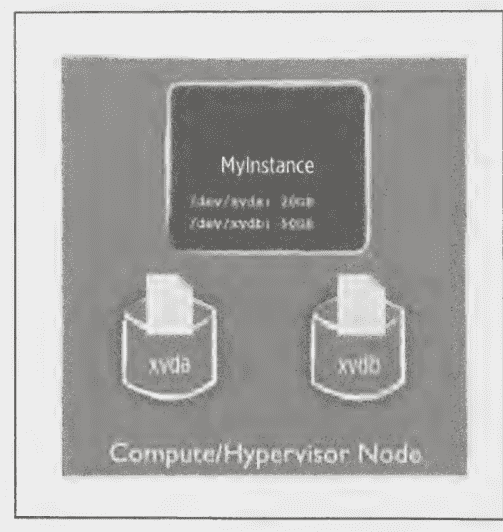 MyInstance
/dev/xvda: 20GB
/dev/xvdb: 50GB
xvda
xvdb
Compute/Hypervisor Node